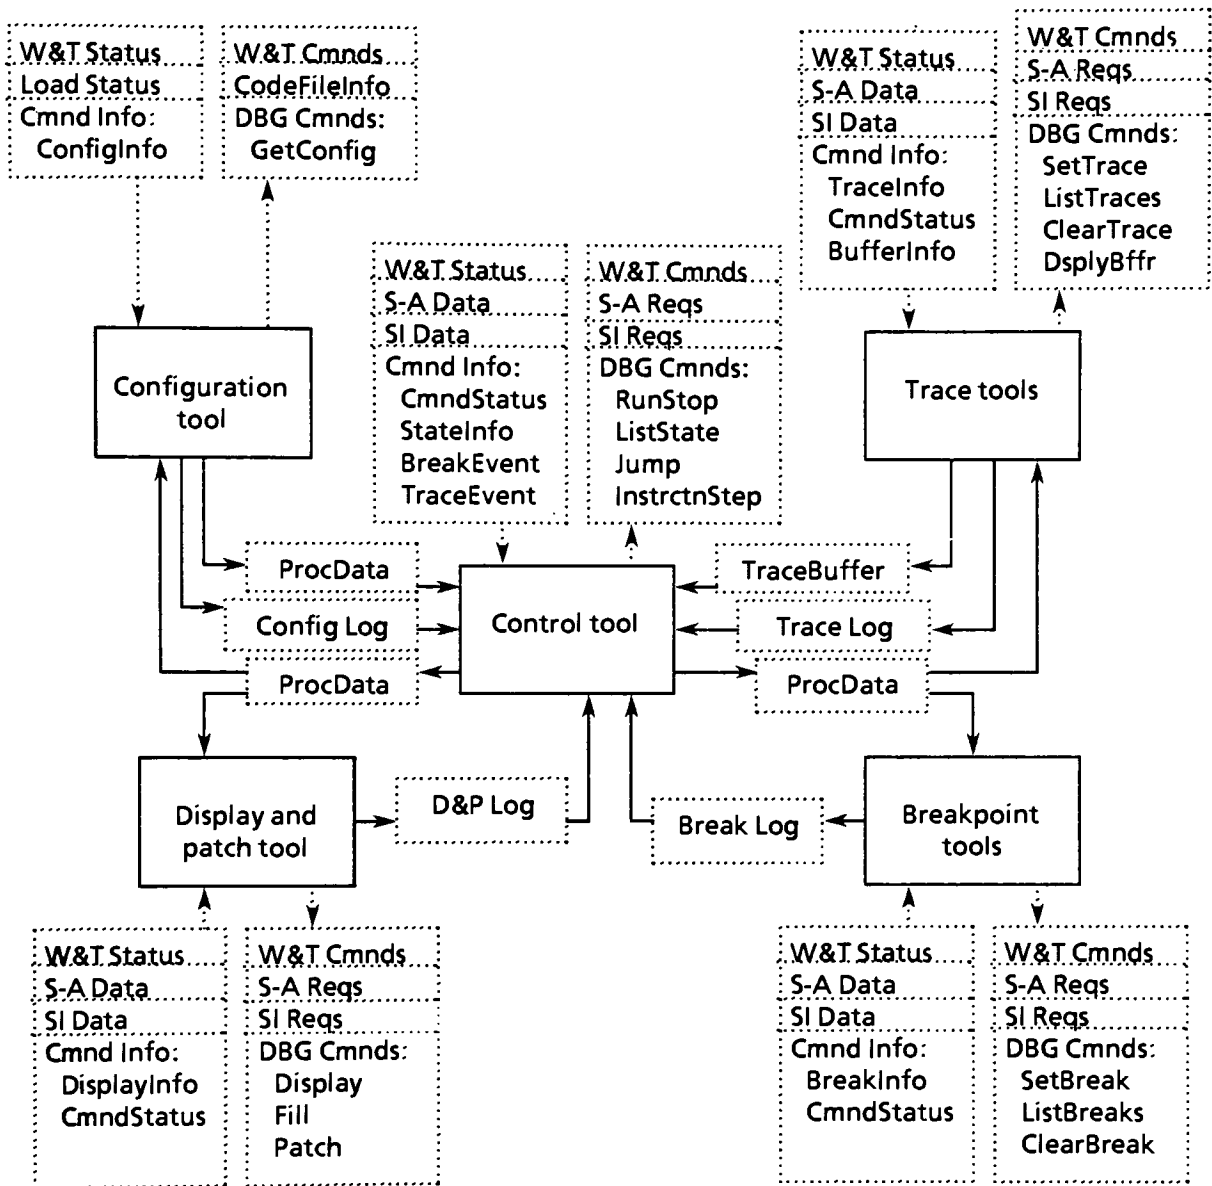 W&T Status
Load Status
Cmnd Info:
ConfigInfo
W&T Cmnds
CodeFileInfo
DBG Cmnds:
GetConfig
W&T Status
S-A Data
SI Data
Cmnd Info:
TraceInfo
CmndStatus
BufferInfo
W&T Cmnds
S-A Reqs
SI Reqs
DBG Cmnds:
SetTrace
ListTraces
ClearTrace
DsplyBffr
W&T Status
S-A Data
SI Data
Cmnd Info:
CmndStatus
StateInfo
BreakEvent
TraceEvent
W&T Cmnds
S-A Reqs
SI Reqs
DBG Cmnds:
RunStop
ListState
Jump
InstrctnStep
Configuration
tool
Trace tools
ProcData
Config Log
ProcData
Control tool
TraceBuffer
Trace Log
ProcData
Display and
patch tool
D&P Log
Break Log
Breakpoint
tools
W&T Status
S-A Data
SI Data
Cmnd Info:
DisplayInfo
CmndStatus
W&T Cmnds
S-A Reqs
SI Reqs
DBG Cmnds:
Display
Fill
Patch
W&T Status
S-A Data
SI Data
Cmnd Info:
BreakInfo
CmndStatus
W&T Cmnds
S-A Reqs
SI Reqs
DBG Cmnds:
SetBreak
ListBreaks
ClearBreak